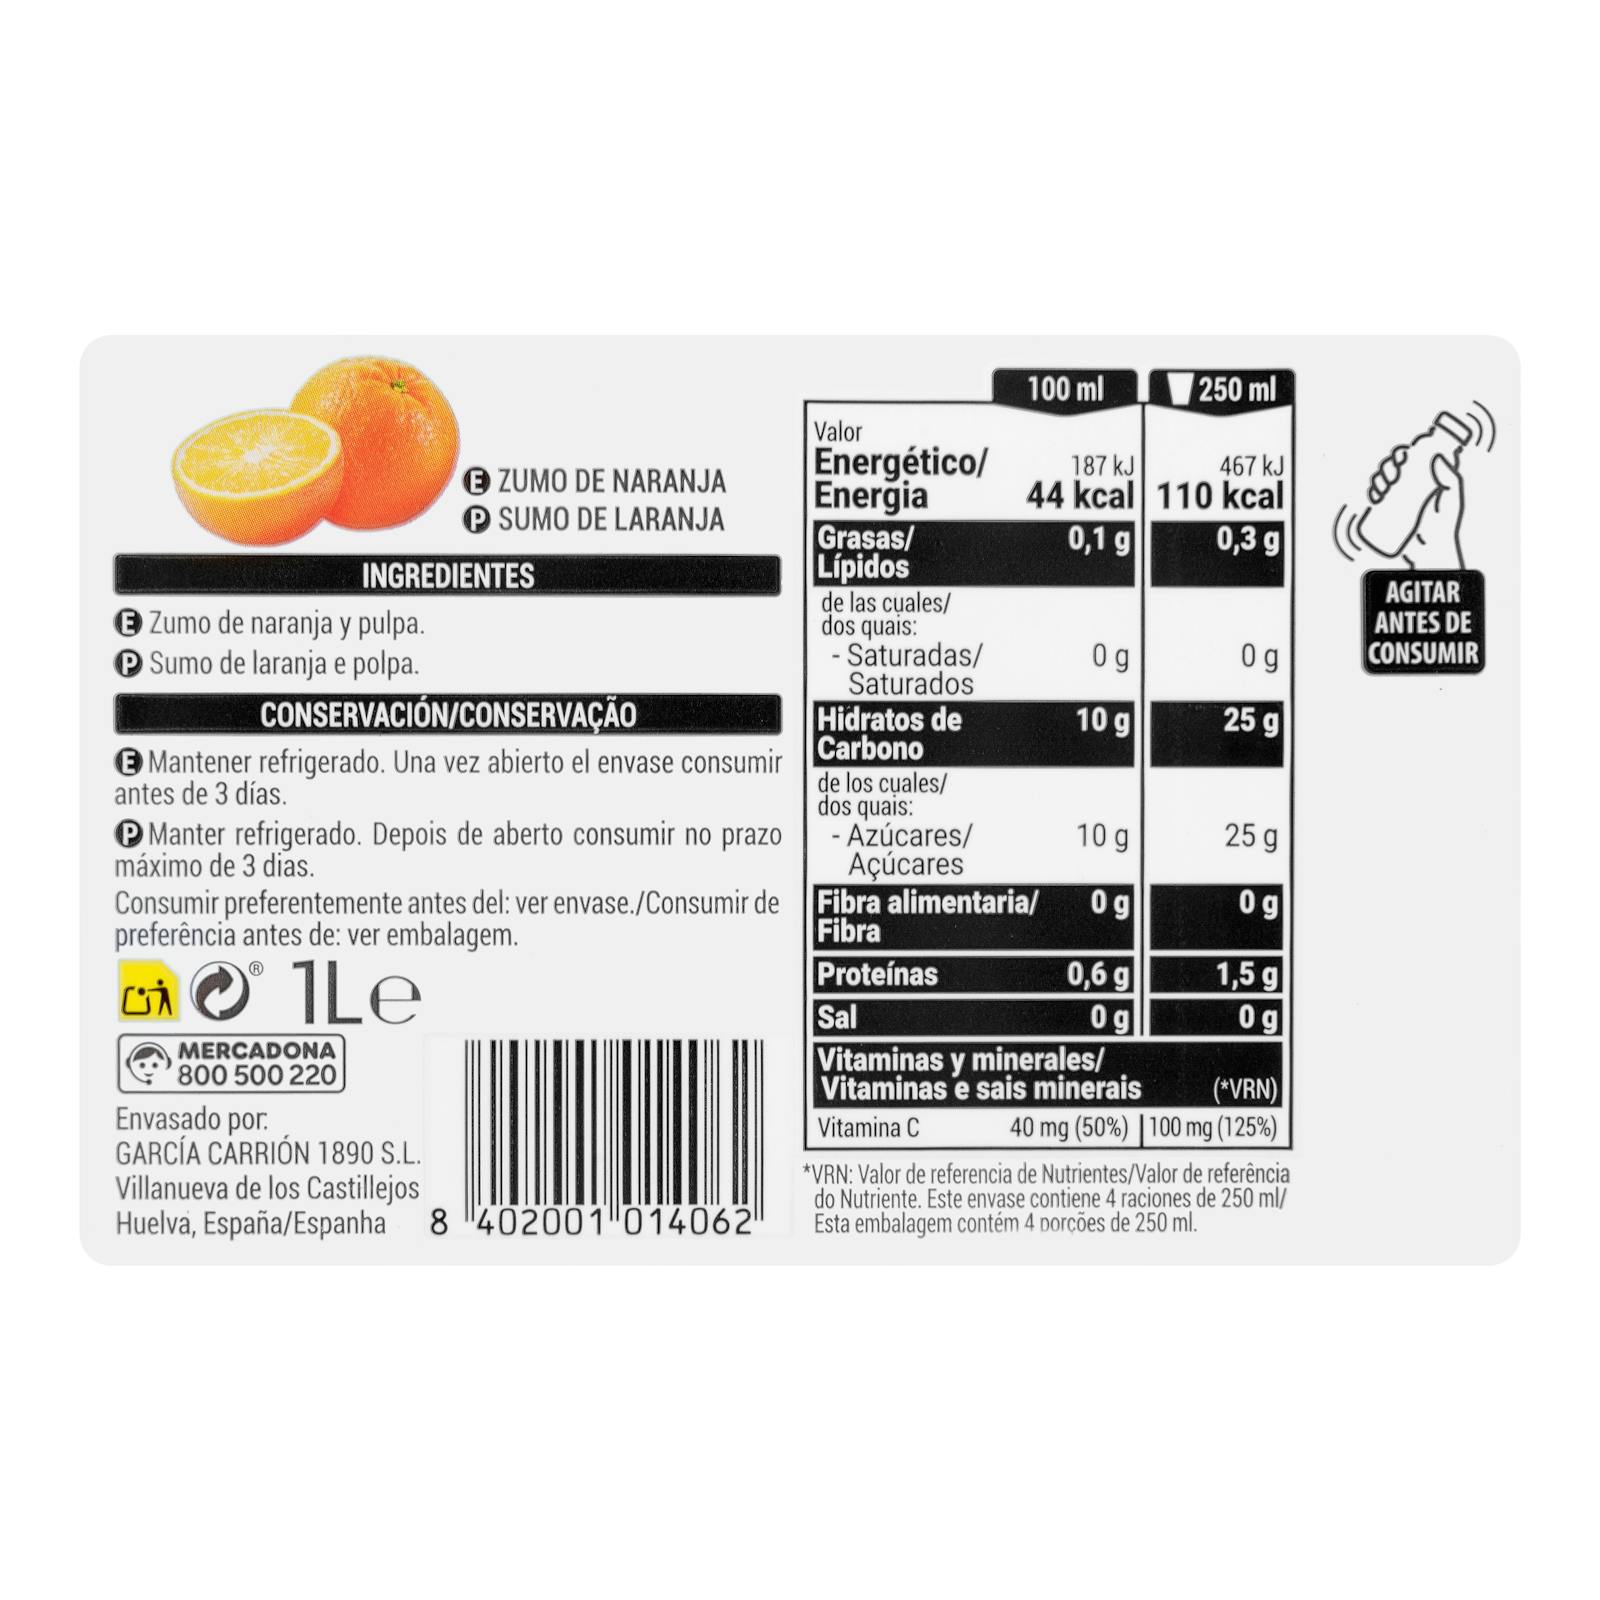 E ZUMO DE NARANJA
P SUMO DE LARANJA
INGREDIENTES
E Zumo de naranja y pulpa.
P Sumo de laranja e polpa.
CONSERVACIÓN/CONSERVAÇÃO
E Mantener refrigerado. Una vez abierto el envase consumir
antes de 3 días.
P Manter refrigerado. Depois de aberto consumir no prazo
máximo de 3 dias.
Consumir preferentemente antes del: ver envase./Consumir de
preferência antes de: ver embalagem.
® 1L e
MERCADONA
800 500 220
Envasado por:
GARCÍA CARRIÓN 1890 S.L.
Villanueva de los Castillejos
Huelva, España/Espanha
8 402001 014062
100 ml 250 ml
Valor
Energético/ 187 kJ 467 kJ
Energia 44 kcal 110 kcal
Grasas/ 0,1 g 0,3 g
Lípidos
de las cuales/
dos quais:
- Saturadas/ 0 g 0 g
Saturados
Hidratos de 10 g 25 g
Carbono
de los cuales/
dos quais:
- Azúcares/ 10 g 25 g
Açúcares
Fibra alimentaria/ 0 g 0 g
Fibra
Proteínas 0,6 g 1,5 g
Sal 0 g 0 g
Vitaminas y minerales/
Vitaminas e sais minerais (*VRN)
Vitamina C 40 mg (50%) 100 mg (125%)
*VRN: Valor de referencia de Nutrientes/Valor de referência
do Nutriente. Este envase contiene 4 raciones de 250 ml/
Esta embalagem contém 4 porções de 250 ml.
AGITAR
ANTES DE
CONSUMIR